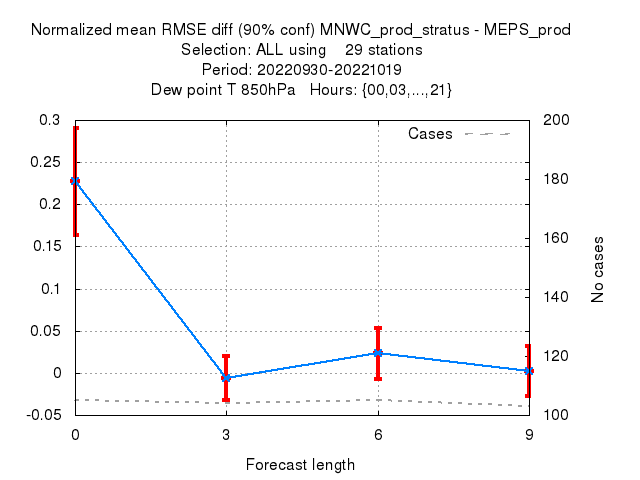 Normalized mean RMSE diff (90% conf) MNWC_prod_stratus - MEPS_prod
Selection: ALL using    29 stations
Period: 20220930-20221019
Dew point T 850hPa   Hours: {00,03,...,21}
Cases
0.3
0.25
0.2
0.15
0.1
0.05
0
-0.05
200
180
160
140
120
100
No cases
0 3 6 9
Forecast length